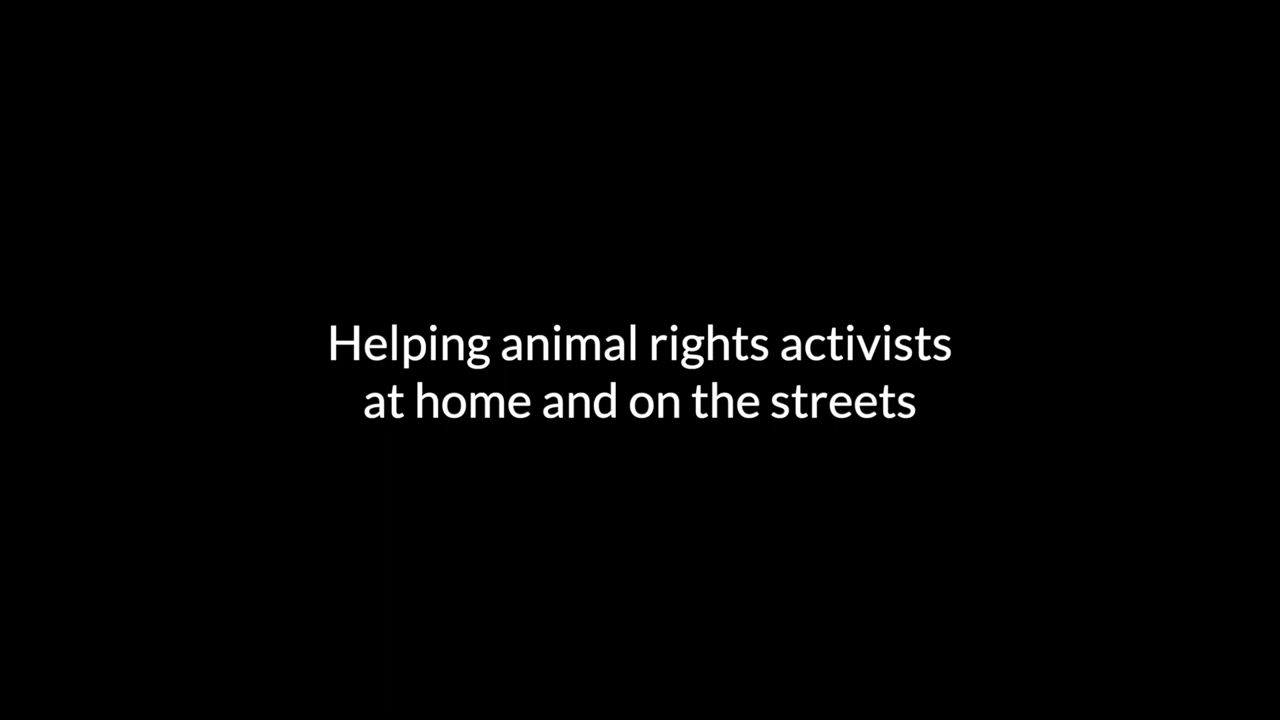 Helping animal rights activists
at home and on the streets